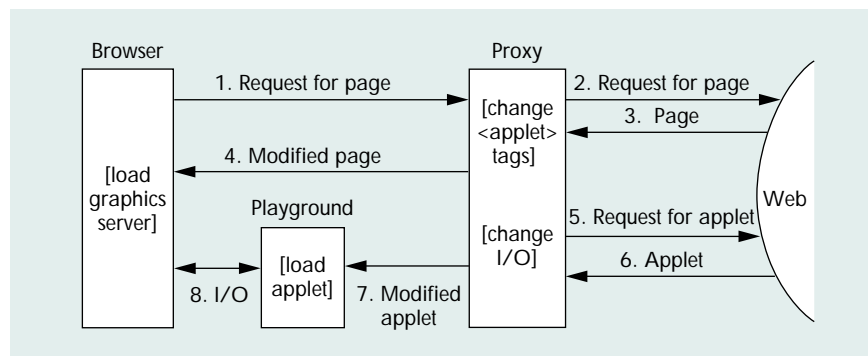 Browser
Proxy
1. Request for page
2. Request for page
3. Page
[change
<applet>
tags]
4. Modified page
[load
graphics
server]
Playground
Web
5. Request for applet
[change
I/O]
6. Applet
[load
applet]
8. I/O
7. Modified
applet